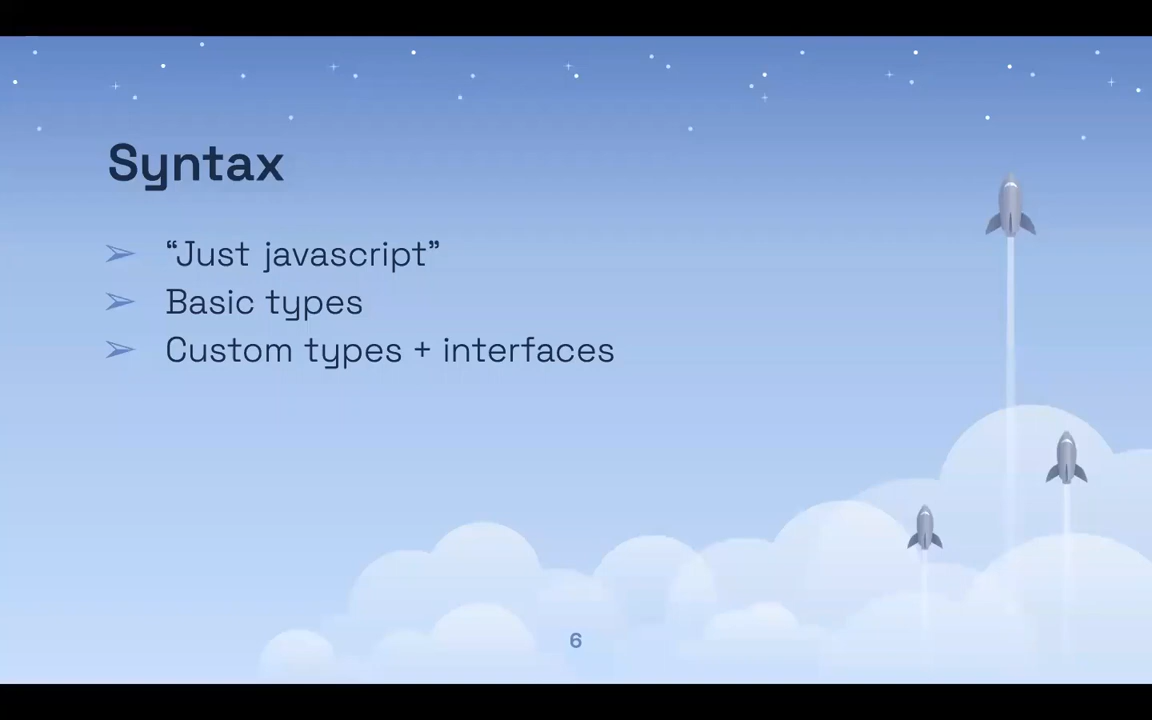 Syntax
➢ “Just javascript”
➢ Basic types
➢ Custom types + interfaces
6